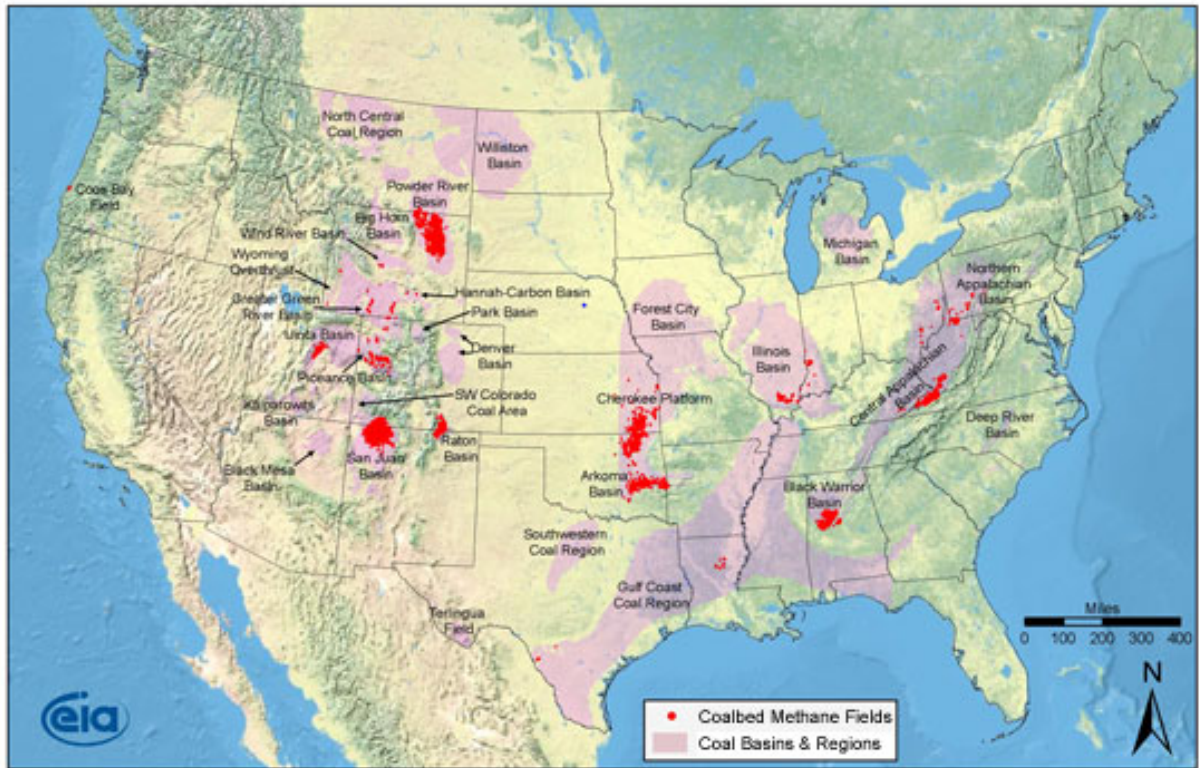 North Central
Coal Region
Williston
Basin
Coos Bay
Field
Powder River
Basin
Big Horn
Basin
Wind River Basin
Wyoming
Overthrust
Michigan
Basin
Northern
Appalachian
Basin
Hannah-Carbon Basin
Greater Green
River Basin
Park Basin
Forest City
Basin
Uinta Basin
Denver
Basin
Illinois
Basin
Piceance Basin
Central Appalachian
Basin
SW Colorado
Coal Area
Cherokee Platform
Kaiparowits
Basin
Deep River
Basin
Raton
Basin
San Juan
Basin
Black Mesa
Basin
Arkoma
Basin
Black Warrior
Basin
Southwestern
Coal Region
Gulf Coast
Coal Region
Terlingua
Field
Miles
0 100 200 300 400
N
eia
Coalbed Methane Fields
Coal Basins & Regions